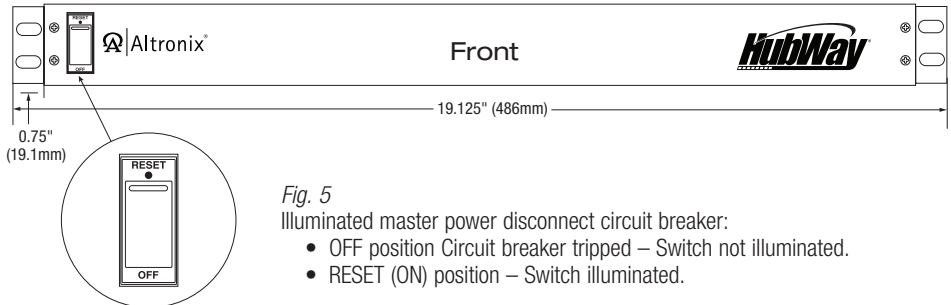 RESET
OFF
Altronix®
Front
HubWay®
19.125" (486mm)
0.75"
(19.1mm)
RESET
OFF
Fig. 5
Illuminated master power disconnect circuit breaker:
• OFF position Circuit breaker tripped – Switch not illuminated.
• RESET (ON) position – Switch illuminated.